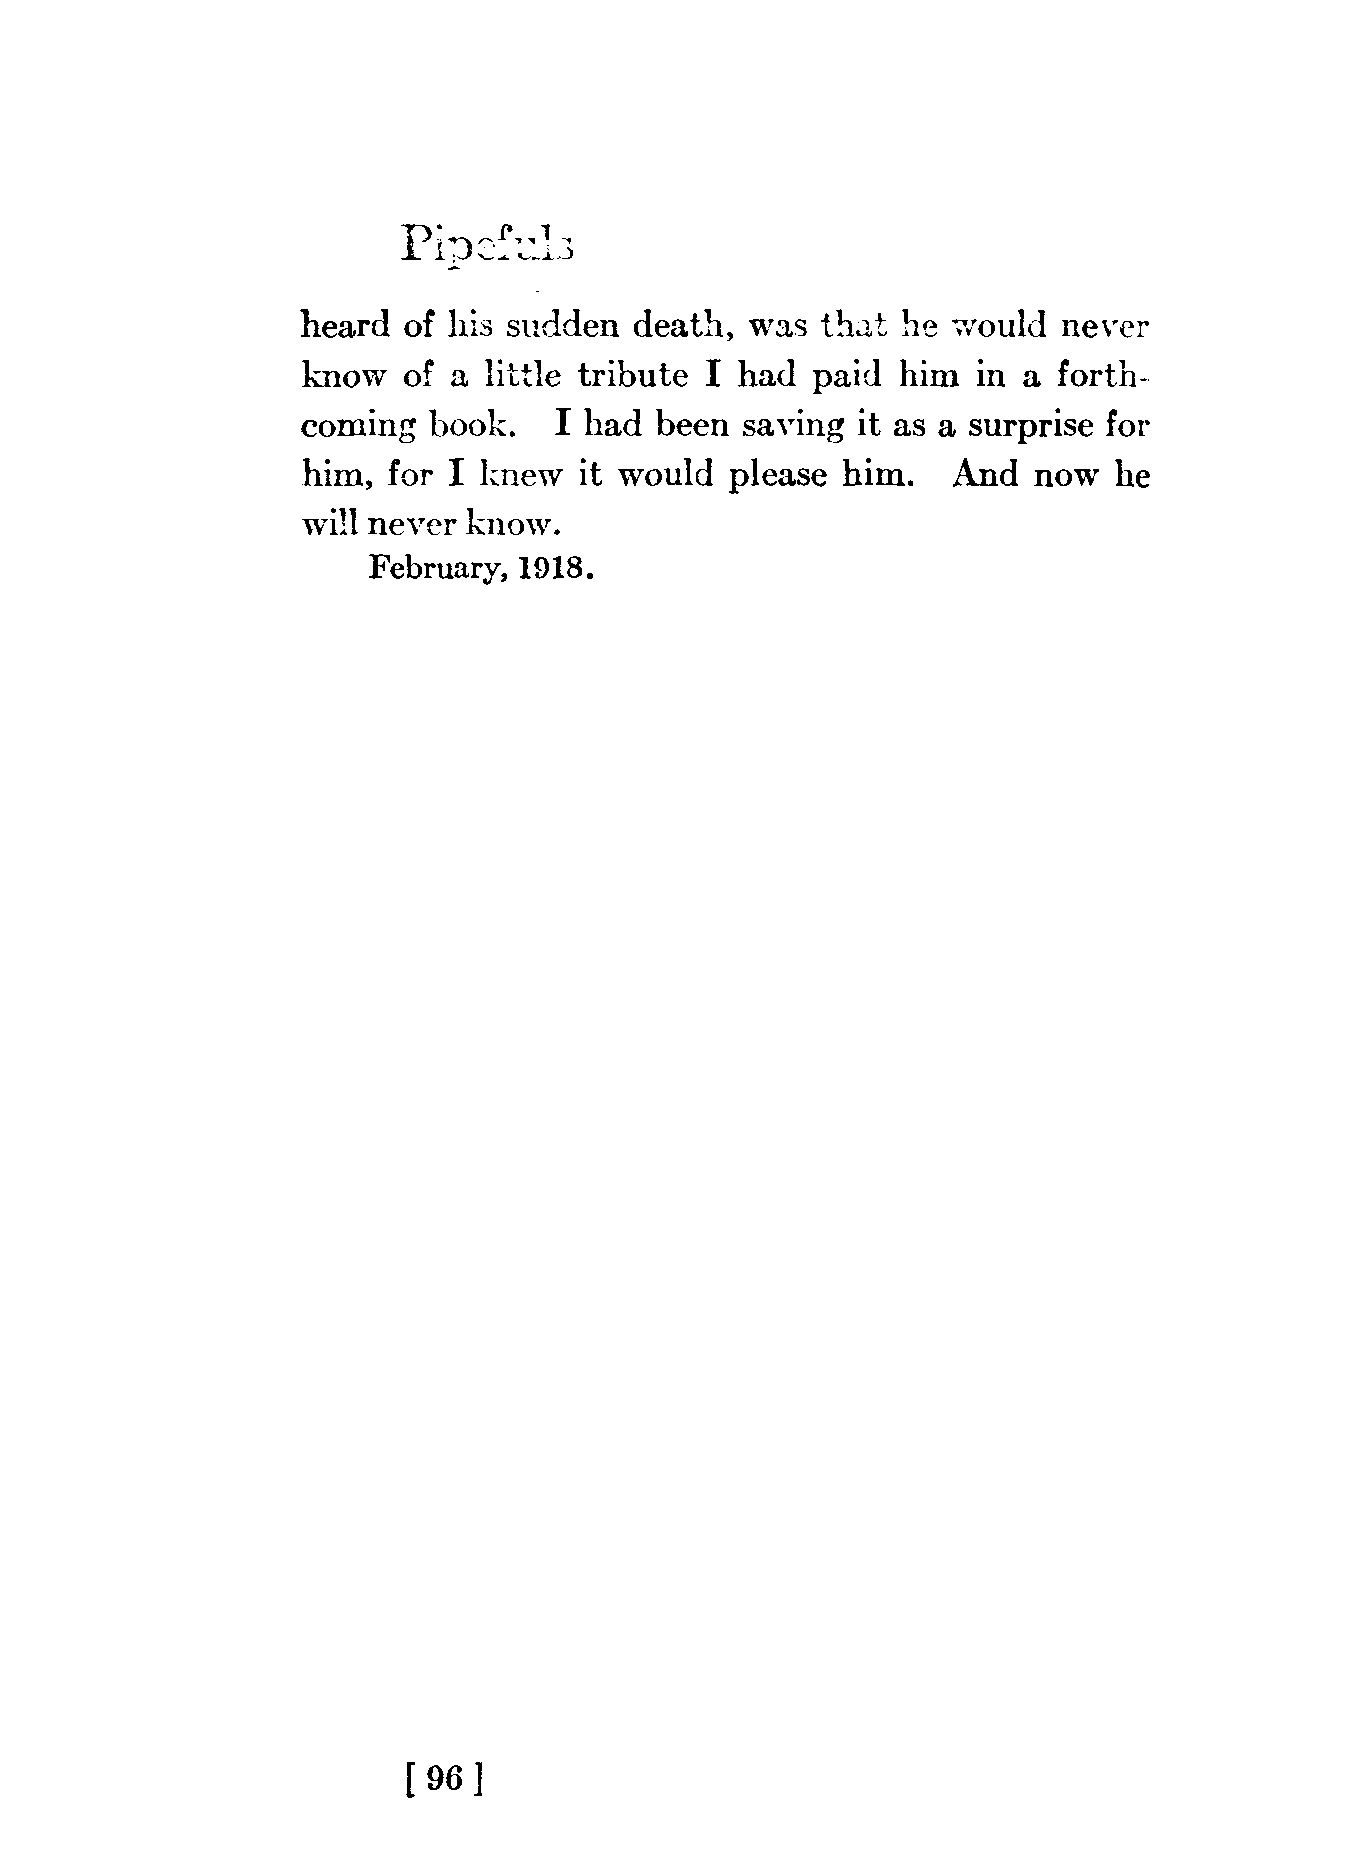 Pipefuls
heard of his sudden death, was that he would never
know of a little tribute I had paid him in a forth-
coming book. I had been saving it as a surprise for
him, for I knew it would please him. And now he
will never know.
February, 1918.
[ 96 ]